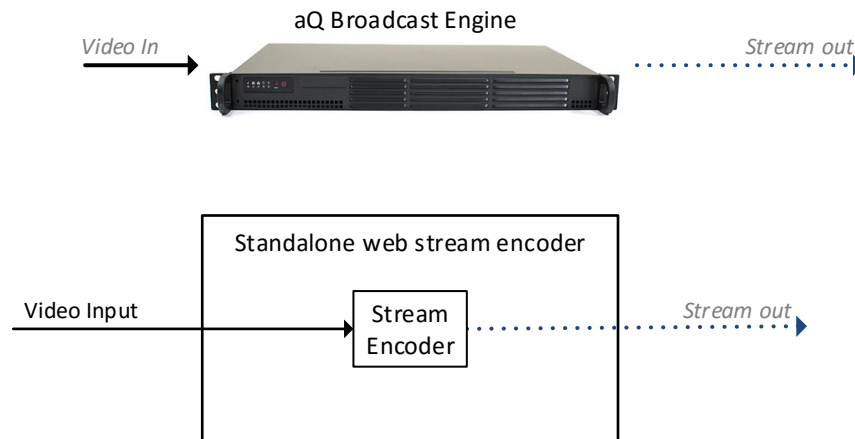 aQ Broadcast Engine
Video In
Stream out
Standalone web stream encoder
Video Input
Stream
Encoder
Stream out